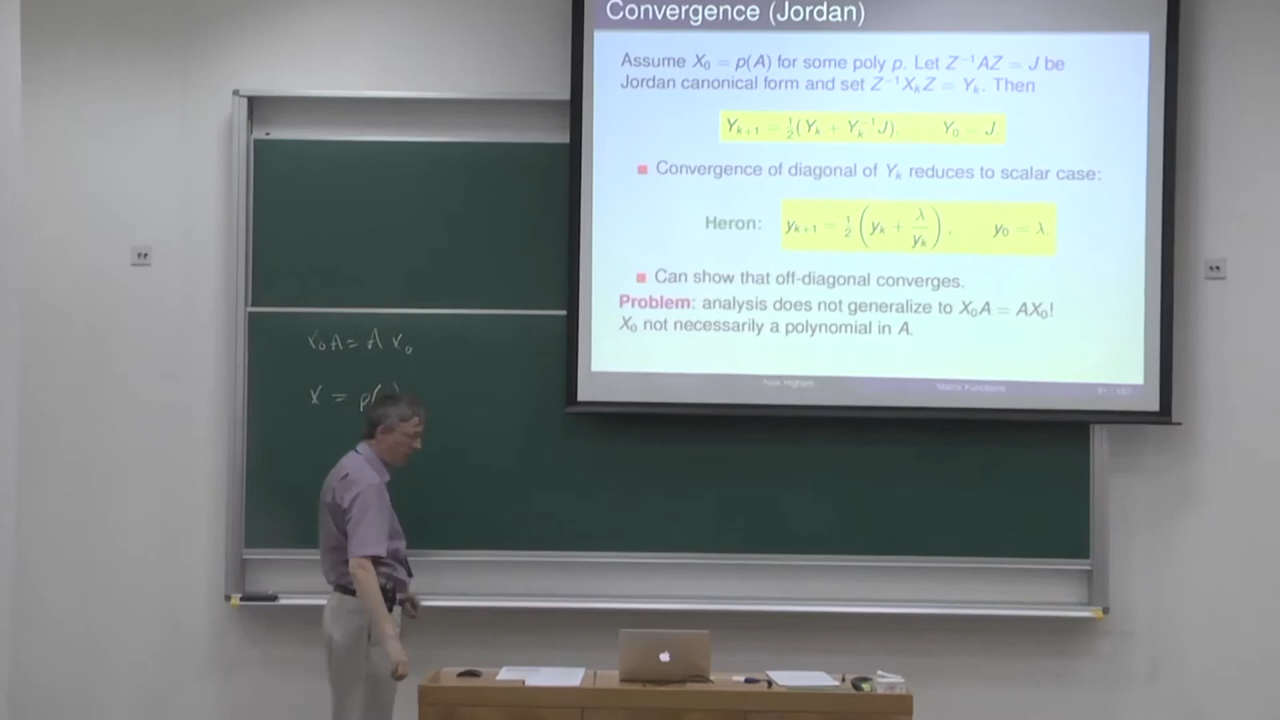 Convergence (Jordan)
Assume X₀ = p(A) for some poly p. Let Z⁻¹AZ = J be
Jordan canonical form and set Z⁻¹XₖZ = Yₖ. Then
Yₖ₊₁ = ½(Yₖ + Yₖ⁻¹J), Y₀ = J.
Convergence of diagonal of Yₖ reduces to scalar case:
Heron: yₖ₊₁ = ½ (yₖ + λ/yₖ), y₀ = λ.
Can show that off-diagonal converges.
Problem: analysis does not generalize to X₀A = AX₀!
X₀ not necessarily a polynomial in A.
Nick Higham Matrix Functions
X₀A = A X₀
X = p(